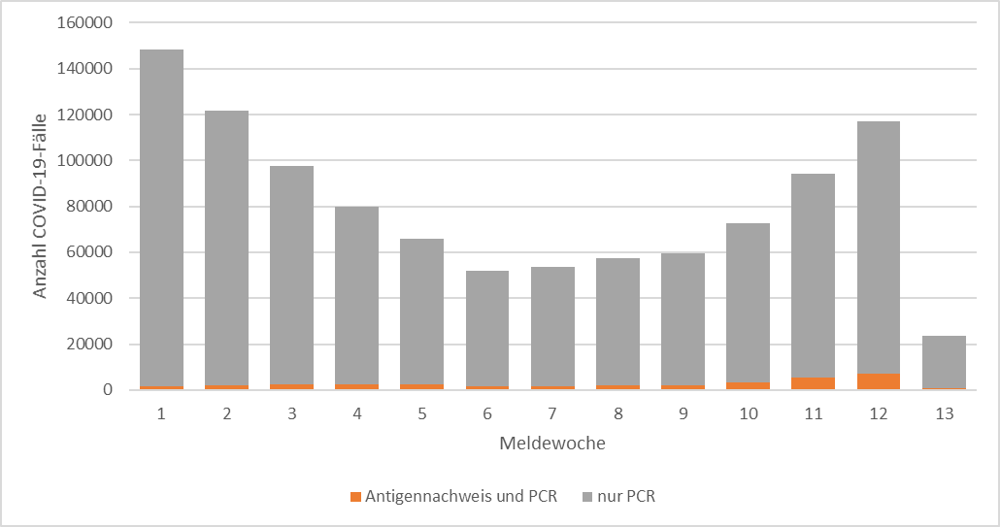 160000
140000
120000
100000
80000
60000
40000
20000
0
Anzahl COVID-19-Fälle
1 2 3 4 5 6 7 8 9 10 11 12 13
Meldewoche
Antigennachweis und PCR nur PCR